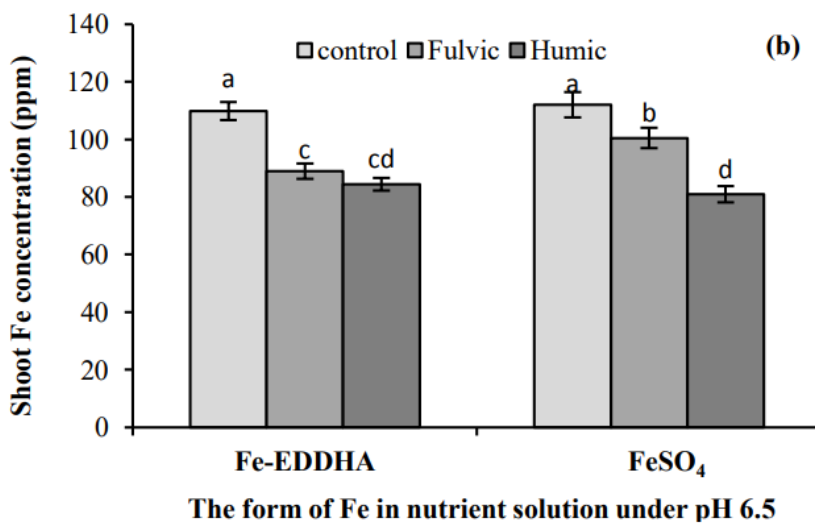 140
control Fulvic Humic (b)
120
100
80
60
40
20
0
a
c
cd
a
b
d
Shoot Fe concentration (ppm)
Fe-EDDHA FeSO₄
The form of Fe in nutrient solution under pH 6.5